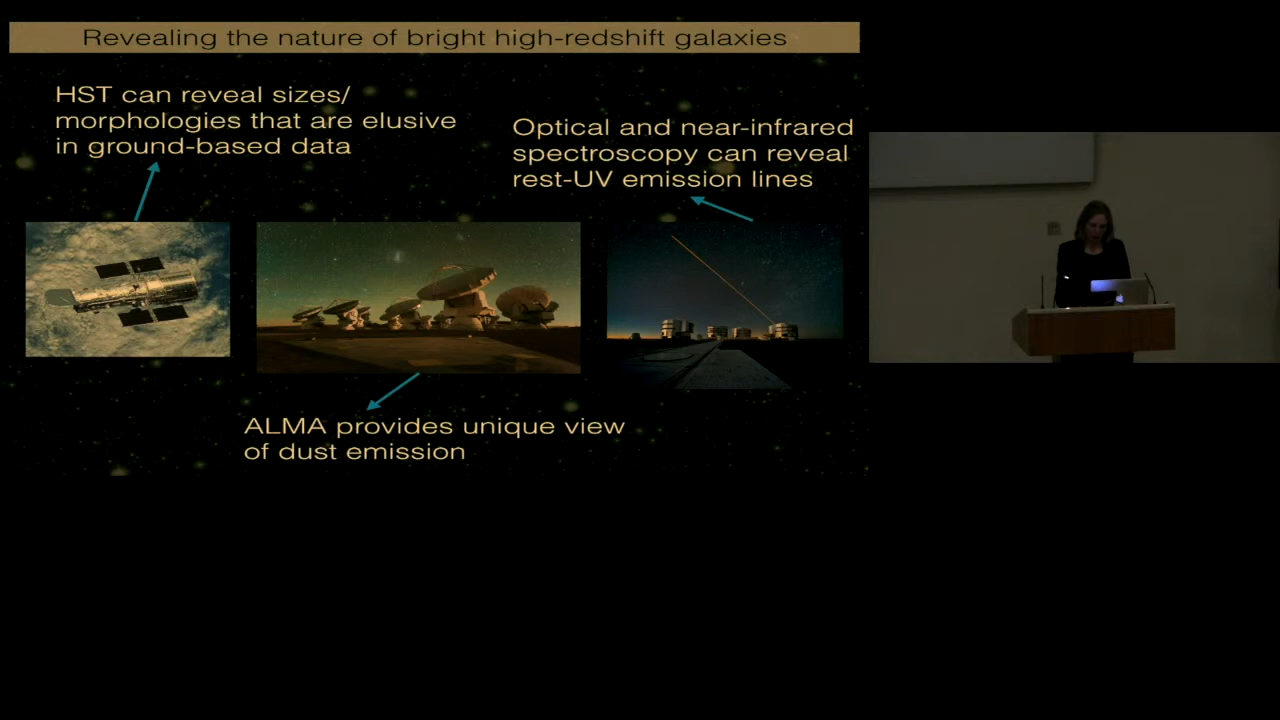 Revealing the nature of bright high-redshift galaxies
HST can reveal sizes/
morphologies that are elusive
in ground-based data
Optical and near-infrared
spectroscopy can reveal
rest-UV emission lines
ALMA provides unique view
of dust emission